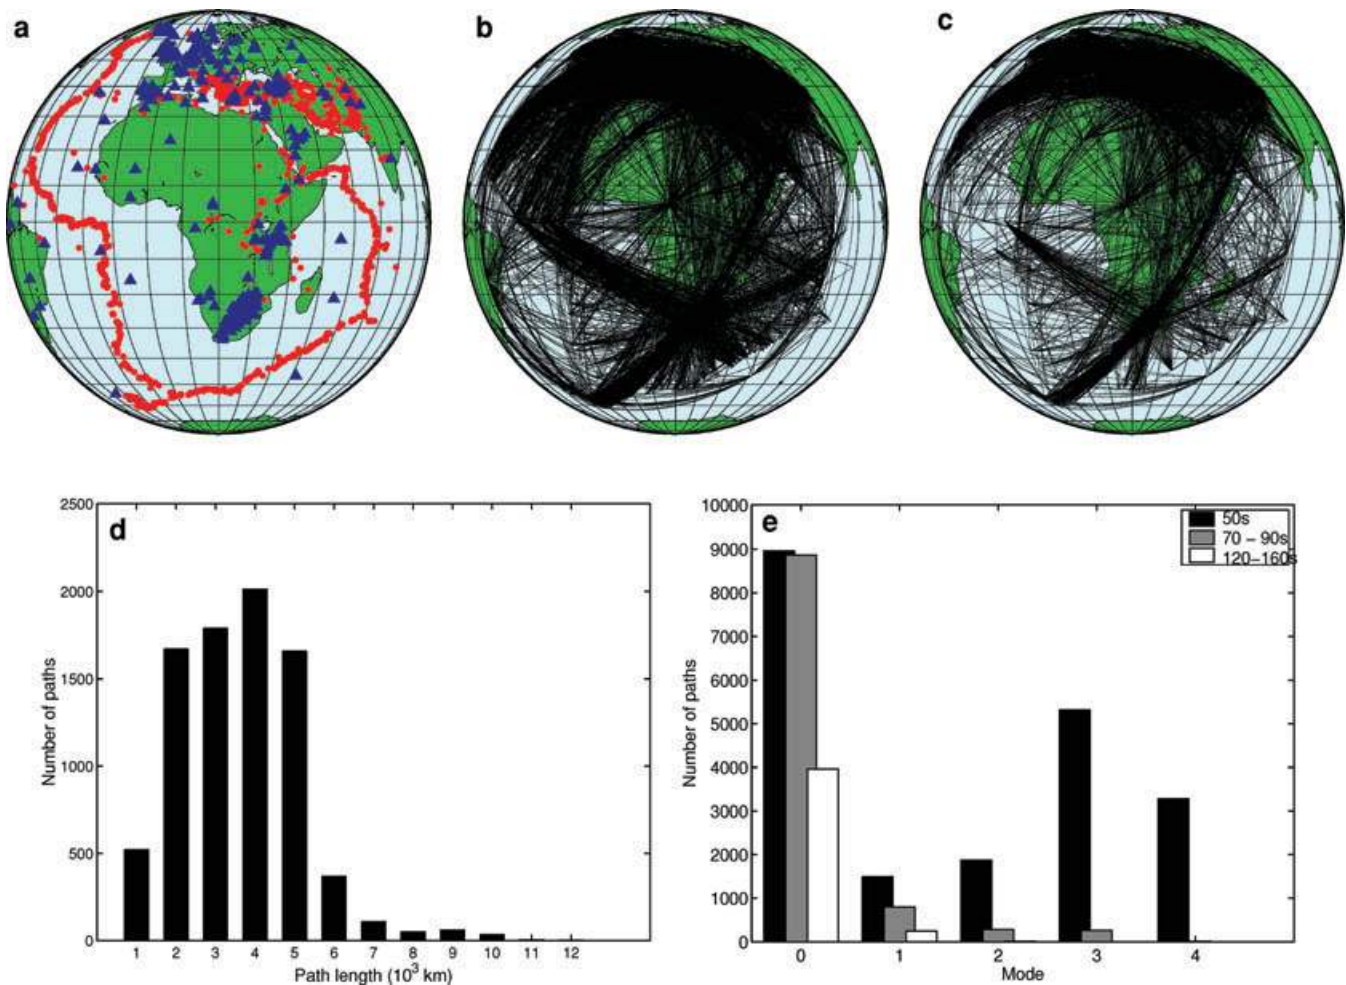 a
b
c
d
2500
2000
1500
1000
500
0
Number of paths
1 2 3 4 5 6 7 8 9 10 11 12
Path length (10³ km)
e
50s
70 – 90s
120–160s
10000
9000
8000
7000
6000
5000
4000
3000
2000
1000
0
Number of paths
0 1 2 3 4
Mode